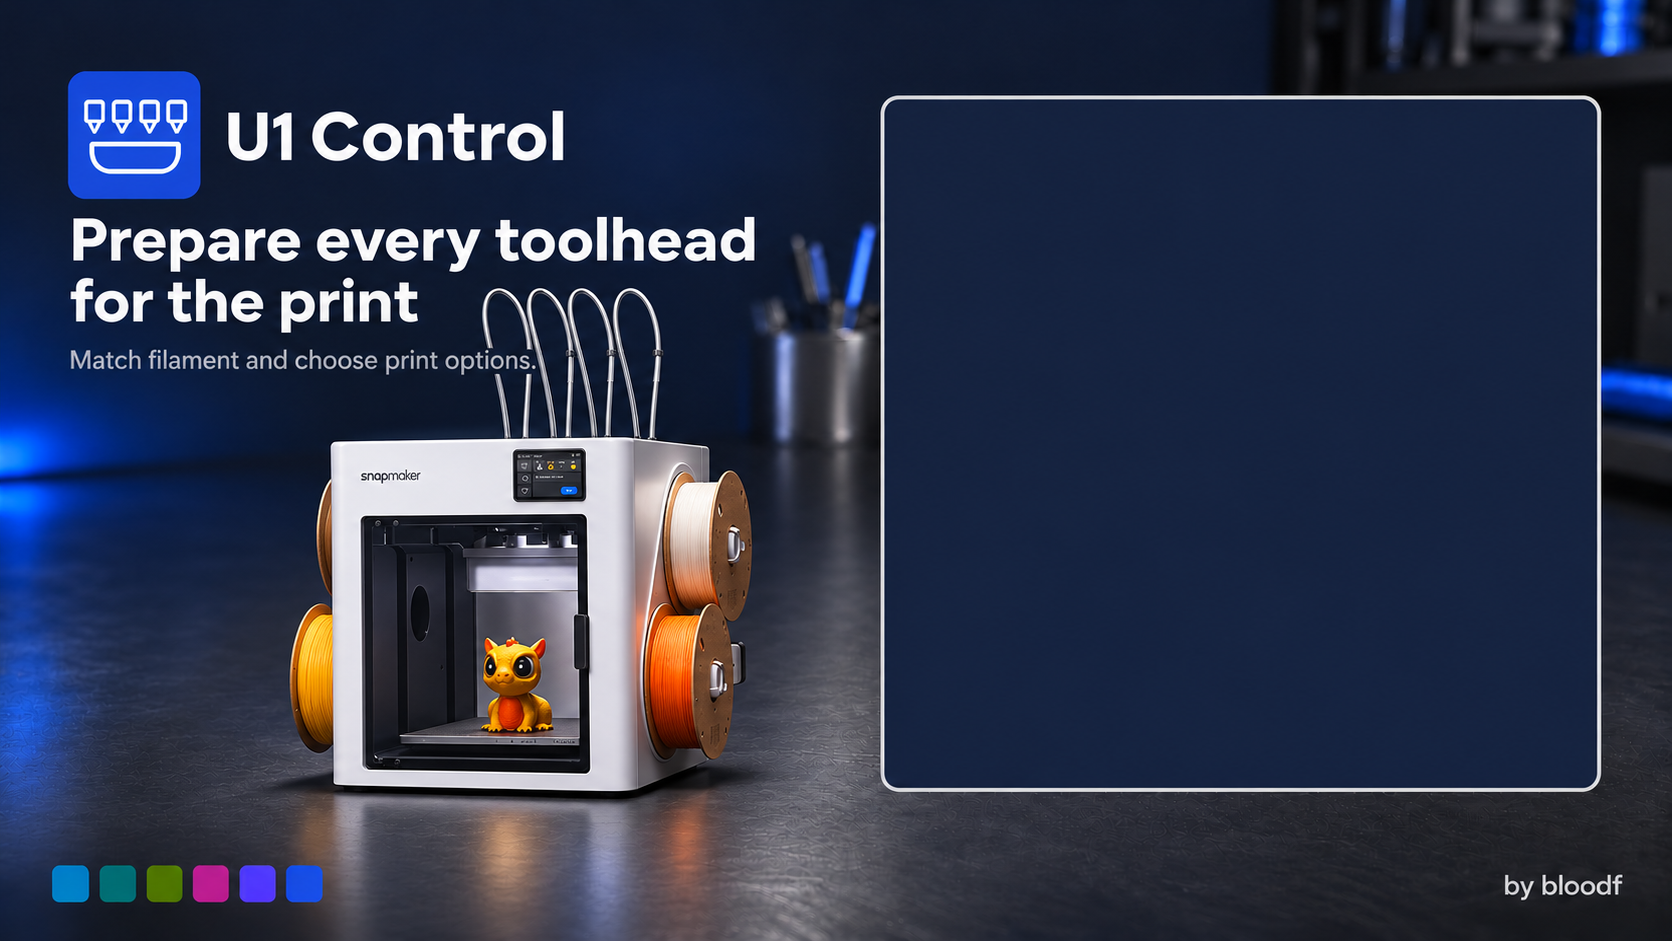 U1 Control
Prepare every toolhead
for the print
Match filament and choose print options.
snapmaker
by bloodf